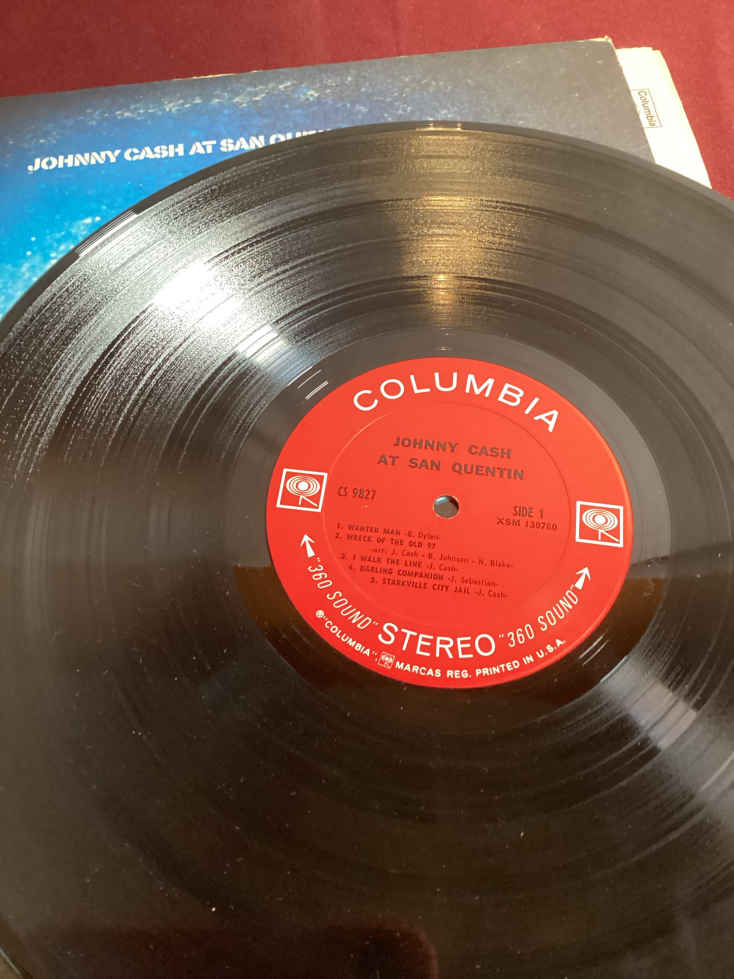 JOHNNY CASH AT SAN QUEN
Columbia
COLUMBIA
JOHNNY CASH
AT SAN QUENTIN
CS 9827
SIDE 1
XSM 130760
1. WANTED MAN -B. Dylan-
2. WRECK OF THE OLD 97
-arr: J. Cash - B. Johnson - N. Blake-
3. I WALK THE LINE -J. Cash-
4. DARLING COMPANION -J. Sebastian-
5. STARKVILLE CITY JAIL -J. Cash-
"360 SOUND" STEREO "360 SOUND"
® "COLUMBIA", MARCAS REG. PRINTED IN U.S.A.